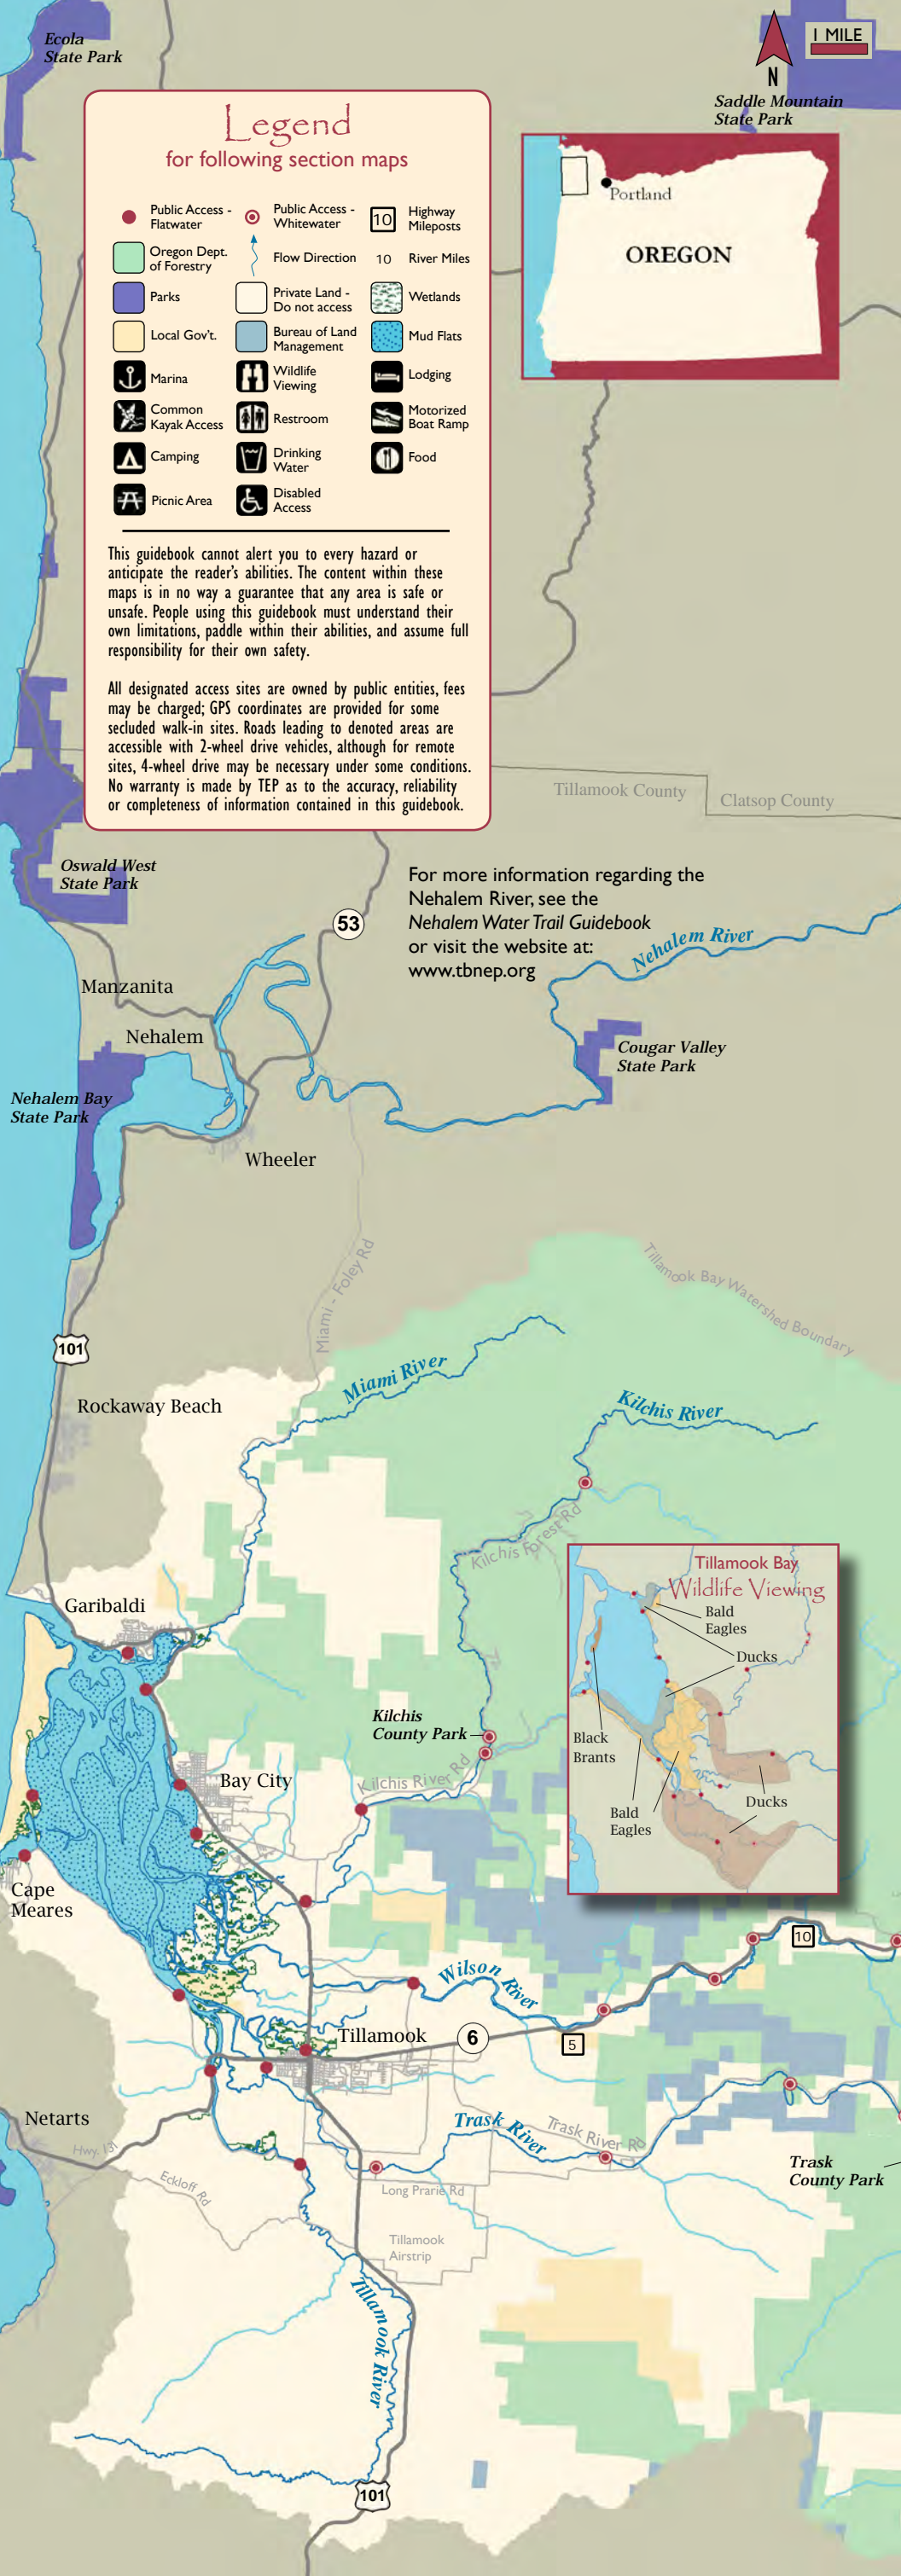 Ecola
State Park
1 MILE
N
Saddle Mountain
State Park
Legend
for following section maps
Public Access -
Flatwater
Public Access -
Whitewater
10
Highway
Mileposts
Oregon Dept.
of Forestry
Flow Direction
10
River Miles
Parks
Private Land -
Do not access
Wetlands
Local Gov't.
Bureau of Land
Management
Mud Flats
Marina
Wildlife
Viewing
Lodging
Common
Kayak Access
Restroom
Motorized
Boat Ramp
Camping
Drinking
Water
Food
Picnic Area
Disabled
Access
This guidebook cannot alert you to every hazard or
anticipate the reader's abilities. The content within these
maps is in no way a guarantee that any area is safe or
unsafe. People using this guidebook must understand their
own limitations, paddle within their abilities, and assume full
responsibility for their own safety.
All designated access sites are owned by public entities, fees
may be charged; GPS coordinates are provided for some
secluded walk-in sites. Roads leading to denoted areas are
accessible with 2-wheel drive vehicles, although for remote
sites, 4-wheel drive may be necessary under some conditions.
No warranty is made by TEP as to the accuracy, reliability
or completeness of information contained in this guidebook.
Portland
OREGON
Tillamook County
Clatsop County
Oswald West
State Park
For more information regarding the
Nehalem River, see the
Nehalem Water Trail Guidebook
or visit the website at:
www.tbnep.org
53
Nehalem River
Manzanita
Nehalem
Cougar Valley
State Park
Nehalem Bay
State Park
Wheeler
Miami - Foley Rd
Tillamook Bay Watershed Boundary
101
Miami River
Rockaway Beach
Kilchis River
Kilchis Forest Rd
Tillamook Bay
Wildlife Viewing
Bald
Eagles
Ducks
Black
Brants
Bald
Eagles
Ducks
Garibaldi
Kilchis
County Park
Kilchis River Rd
Bay City
Cape
Meares
10
Wilson River
Tillamook
6
5
Netarts
Hwy. 131
Trask River
Trask River Rd
Trask
County Park
Eckloff Rd
Long Prarie Rd
Tillamook
Airstrip
Tillamook River
101